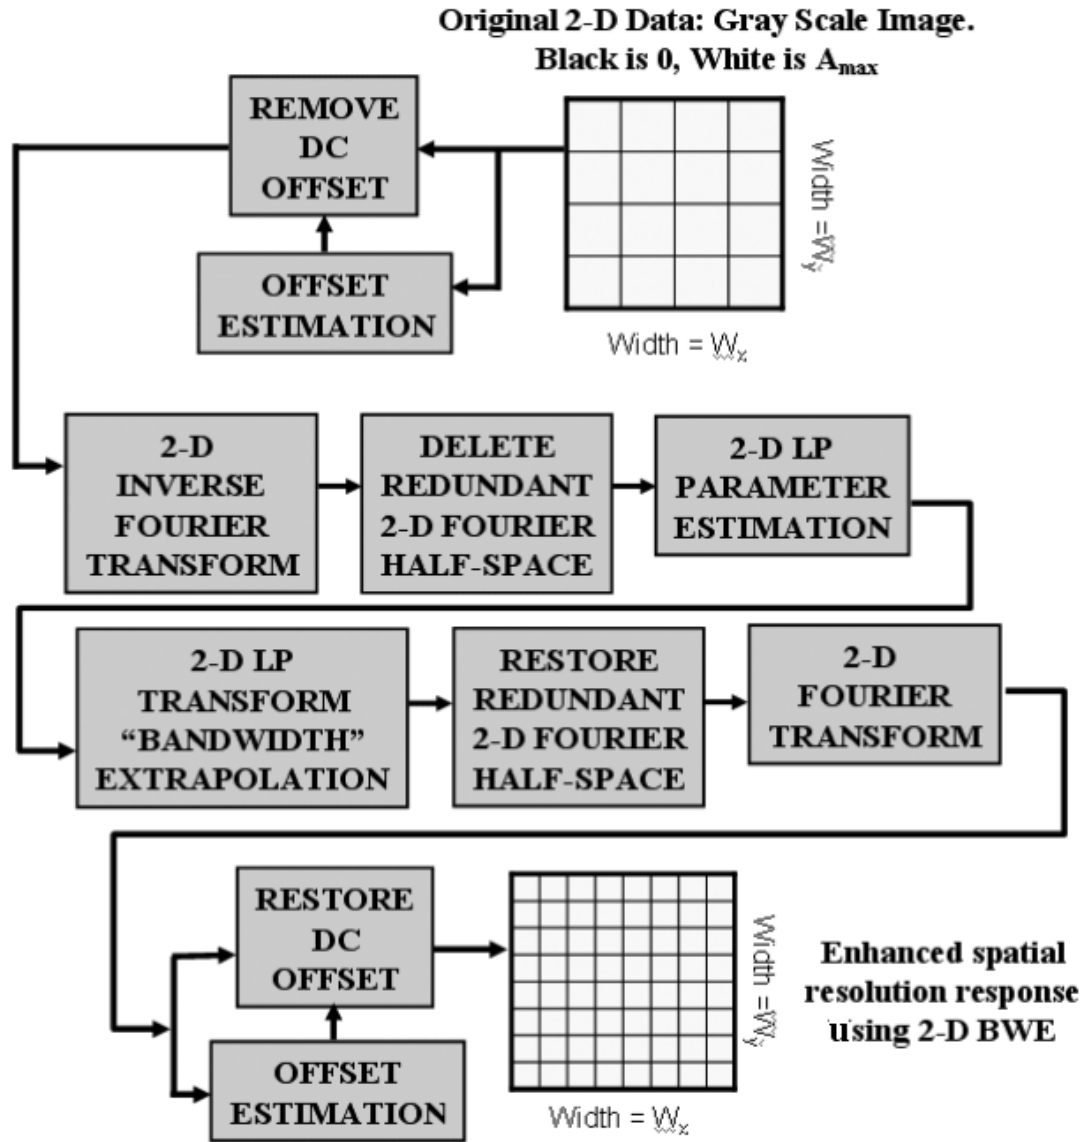 Original 2-D Data: Gray Scale Image.
Black is 0, White is Amax
REMOVE
DC
OFFSET
Width =Wy
OFFSET
ESTIMATION
Width = Wx
2-D
INVERSE
FOURIER
TRANSFORM
DELETE
REDUNDANT
2-D FOURIER
HALF-SPACE
2-D LP
PARAMETER
ESTIMATION
2-D LP
TRANSFORM
“BANDWIDTH”
EXTRAPOLATION
RESTORE
REDUNDANT
2-D FOURIER
HALF-SPACE
2-D
FOURIER
TRANSFORM
RESTORE
DC
OFFSET
Width =Wy
Enhanced spatial
resolution response
using 2-D BWE
OFFSET
ESTIMATION
Width = Wx